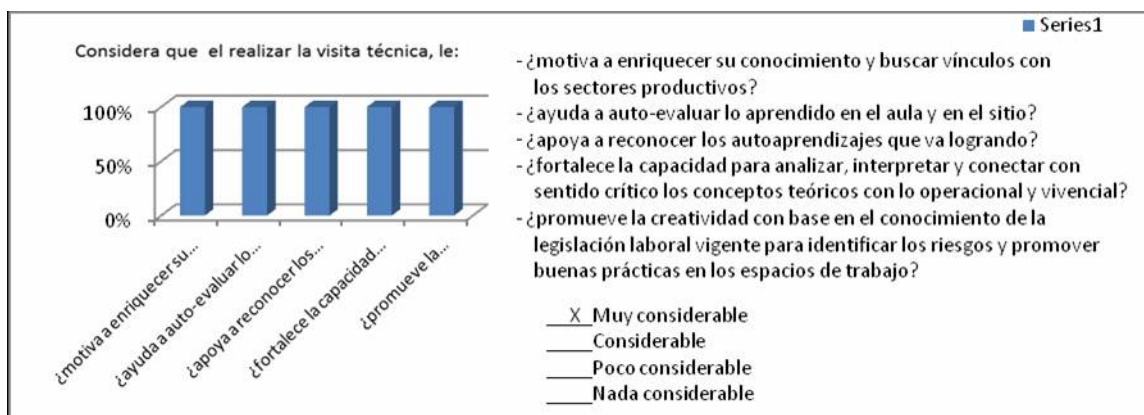 Series1
Considera que el realizar la visita técnica, le:
100%
50%
0%
¿motiva a enriquecer su...
¿ayuda a auto-evaluar lo...
¿apoya a reconocer los...
¿fortalece la capacidad...
¿promueve la...
- ¿motiva a enriquecer su conocimiento y buscar vínculos con
los sectores productivos?
- ¿ayuda a auto-evaluar lo aprendido en el aula y en el sitio?
- ¿apoya a reconocer los autoaprendizajes que va logrando?
- ¿fortalece la capacidad para analizar, interpretar y conectar con
sentido crítico los conceptos teóricos con lo operacional y vivencial?
- ¿promueve la creatividad con base en el conocimiento de la
legislación laboral vigente para identificar los riesgos y promover
buenas prácticas en los espacios de trabajo?
__X_Muy considerable
____Considerable
____Poco considerable
____Nada considerable